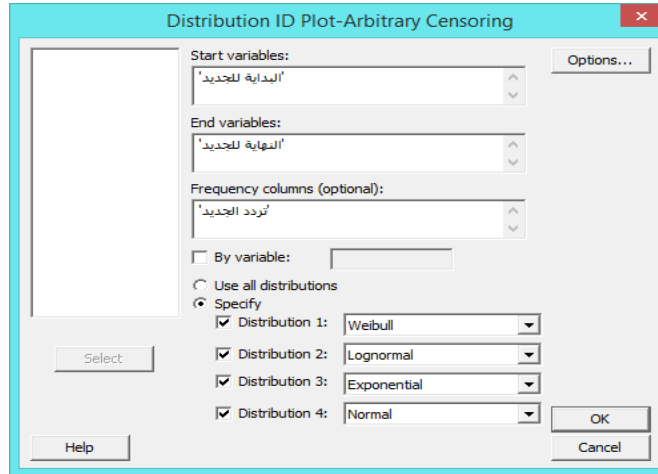 Distribution ID Plot-Arbitrary Censoring
×
Start variables:
'البداية للجديد'
Options...
End variables:
'النهاية للجديد'
Frequency columns (optional):
'تردد الجديد'
By variable:
Use all distributions
Specify
Distribution 1: Weibull
Select
Distribution 2: Lognormal
Distribution 3: Exponential
Distribution 4: Normal
OK
Help
Cancel